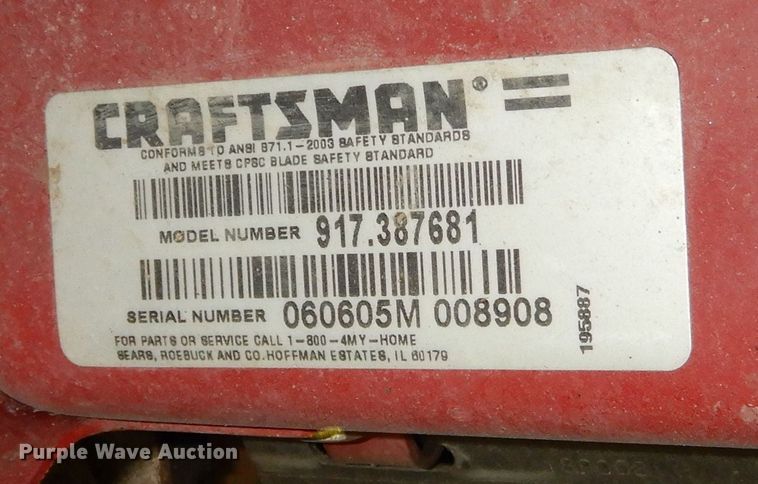 CRAFTSMAN®
CONFORMS TO ANSI B71.1-2003 SAFETY STANDARDS
AND MEETS CPSC BLADE SAFETY STANDARD
MODEL NUMBER 917.387681
SERIAL NUMBER 060605M 008908
FOR PARTS OR SERVICE CALL 1-800-4MY-HOME
SEARS, ROEBUCK AND CO. HOFFMAN ESTATES, IL 60179
195887
Purple Wave Auction